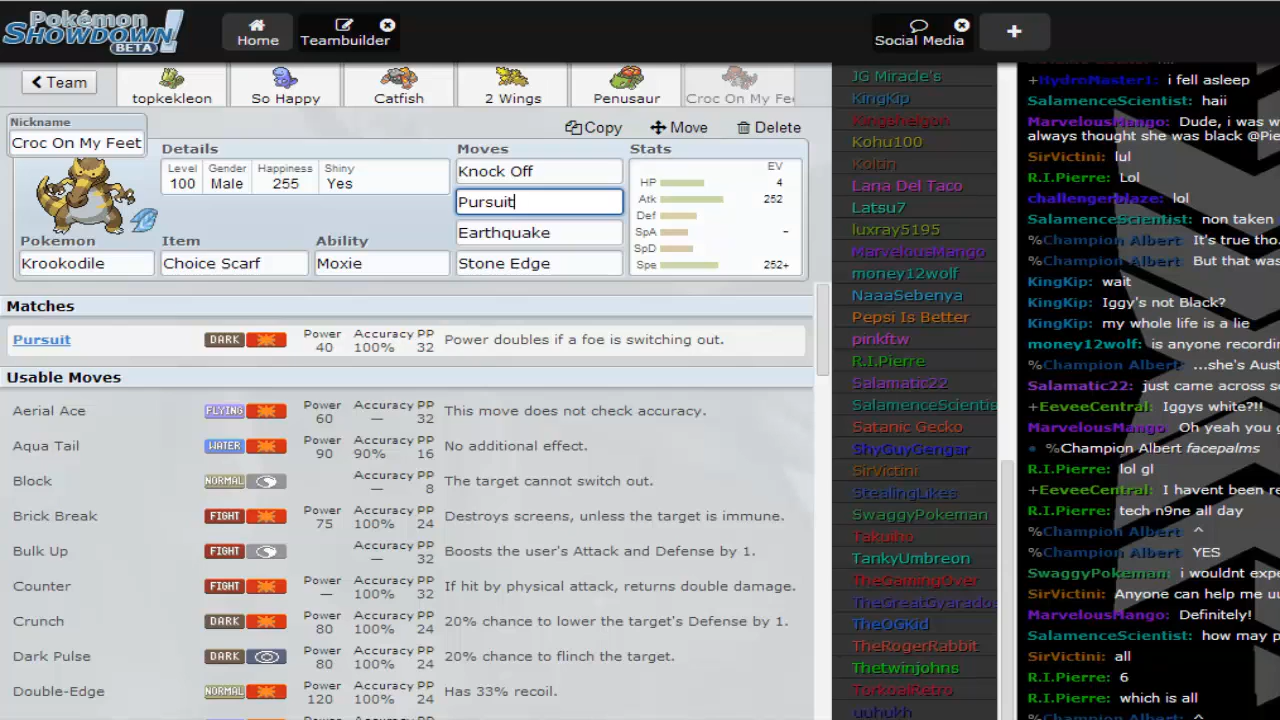 Pokémon
SHOWDOWN!
BETA
Home
Teambuilder
Social Media
+
Team
topkekleon
So Happy
Catfish
2 Wings
Penusaur
Croc On My Fe
Nickname
Croc On My Feet
Copy
Move
Delete
Details
Level
100
Gender
Male
Happiness
255
Shiny
Yes
Pokemon
Krookodile
Item
Choice Scarf
Ability
Moxie
Moves
Knock Off
Pursuit
Earthquake
Stone Edge
Stats
EV
HP 4
Atk 252
Def
SpA -
SpD
Spe 252+
Matches
Pursuit DARK Power 40 Accuracy 100% PP 32 Power doubles if a foe is switching out.
Usable Moves
Aerial Ace FLYING Power 60 Accuracy — PP 32 This move does not check accuracy.
Aqua Tail WATER Power 90 Accuracy 90% PP 16 No additional effect.
Block NORMAL Accuracy — PP 8 The target cannot switch out.
Brick Break FIGHT Power 75 Accuracy 100% PP 24 Destroys screens, unless the target is immune.
Bulk Up FIGHT Accuracy — PP 32 Boosts the user's Attack and Defense by 1.
Counter FIGHT Power — Accuracy 100% PP 32 If hit by physical attack, returns double damage.
Crunch DARK Power 80 Accuracy 100% PP 24 20% chance to lower the target's Defense by 1.
Dark Pulse DARK Power 80 Accuracy 100% PP 24 20% chance to flinch the target.
Double-Edge NORMAL Power 120 Accuracy 100% PP 24 Has 33% recoil.
JG Miracle's
KingKip
Kingshelgon
Kohu100
Koltin
Lana Del Taco
Latsu7
luxray5195
MarvelousMango
money12wolf
NaaaSebenya
Pepsi Is Better
pinkftw
R.I.Pierre
Salamatic22
SalamenceScientis
Satanic Gecko
ShyGuyGengar
SirVictini
StealingLikes
SwaggyPokeman
Takuiho
TankyUmbreon
TheGamingOver
TheGreatGyarados
TheOGKid
TheRogerRabbit
Thetwinjohns
TorkoalRetro
uuhukh
+HydroMaster1: i fell asleep
SalamenceScientist: haii
MarvelousMango: Dude, i was w
always thought she was black @Pie
SirVictini: lul
R.I.Pierre: Lol
challengerblaze: lol
SalamenceScientist: non taken
%Champion Albert: It's true tho.
%Champion Albert: But that was
KingKip: wait
KingKip: Iggy's not Black?
KingKip: my whole life is a lie
money12wolf: is anyone recordin
%Champion Albert: ...she's Aust
Salamatic22: just came across s
+EeveeCentral: Iggys white?!!
MarvelousMango: Oh yeah you g
• %Champion Albert facepalms
R.I.Pierre: lol gl
+EeveeCentral: I havent been re
R.I.Pierre: tech n9ne all day
%Champion Albert: ^
%Champion Albert: YES
SwaggyPokeman: i wouldnt expe
SirVictini: Anyone can help me u
MarvelousMango: Definitely!
SalamenceScientist: how may p
SirVictini: all
R.I.Pierre: 6
R.I.Pierre: which is all
%Champion Albert: ^